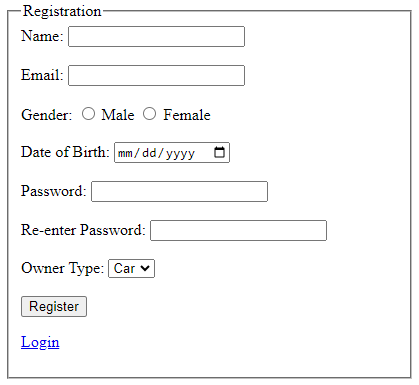 Registration
Name:
Email:
Gender: Male Female
Date of Birth: mm/dd/yyyy
Password:
Re-enter Password:
Owner Type: Car
Register
Login